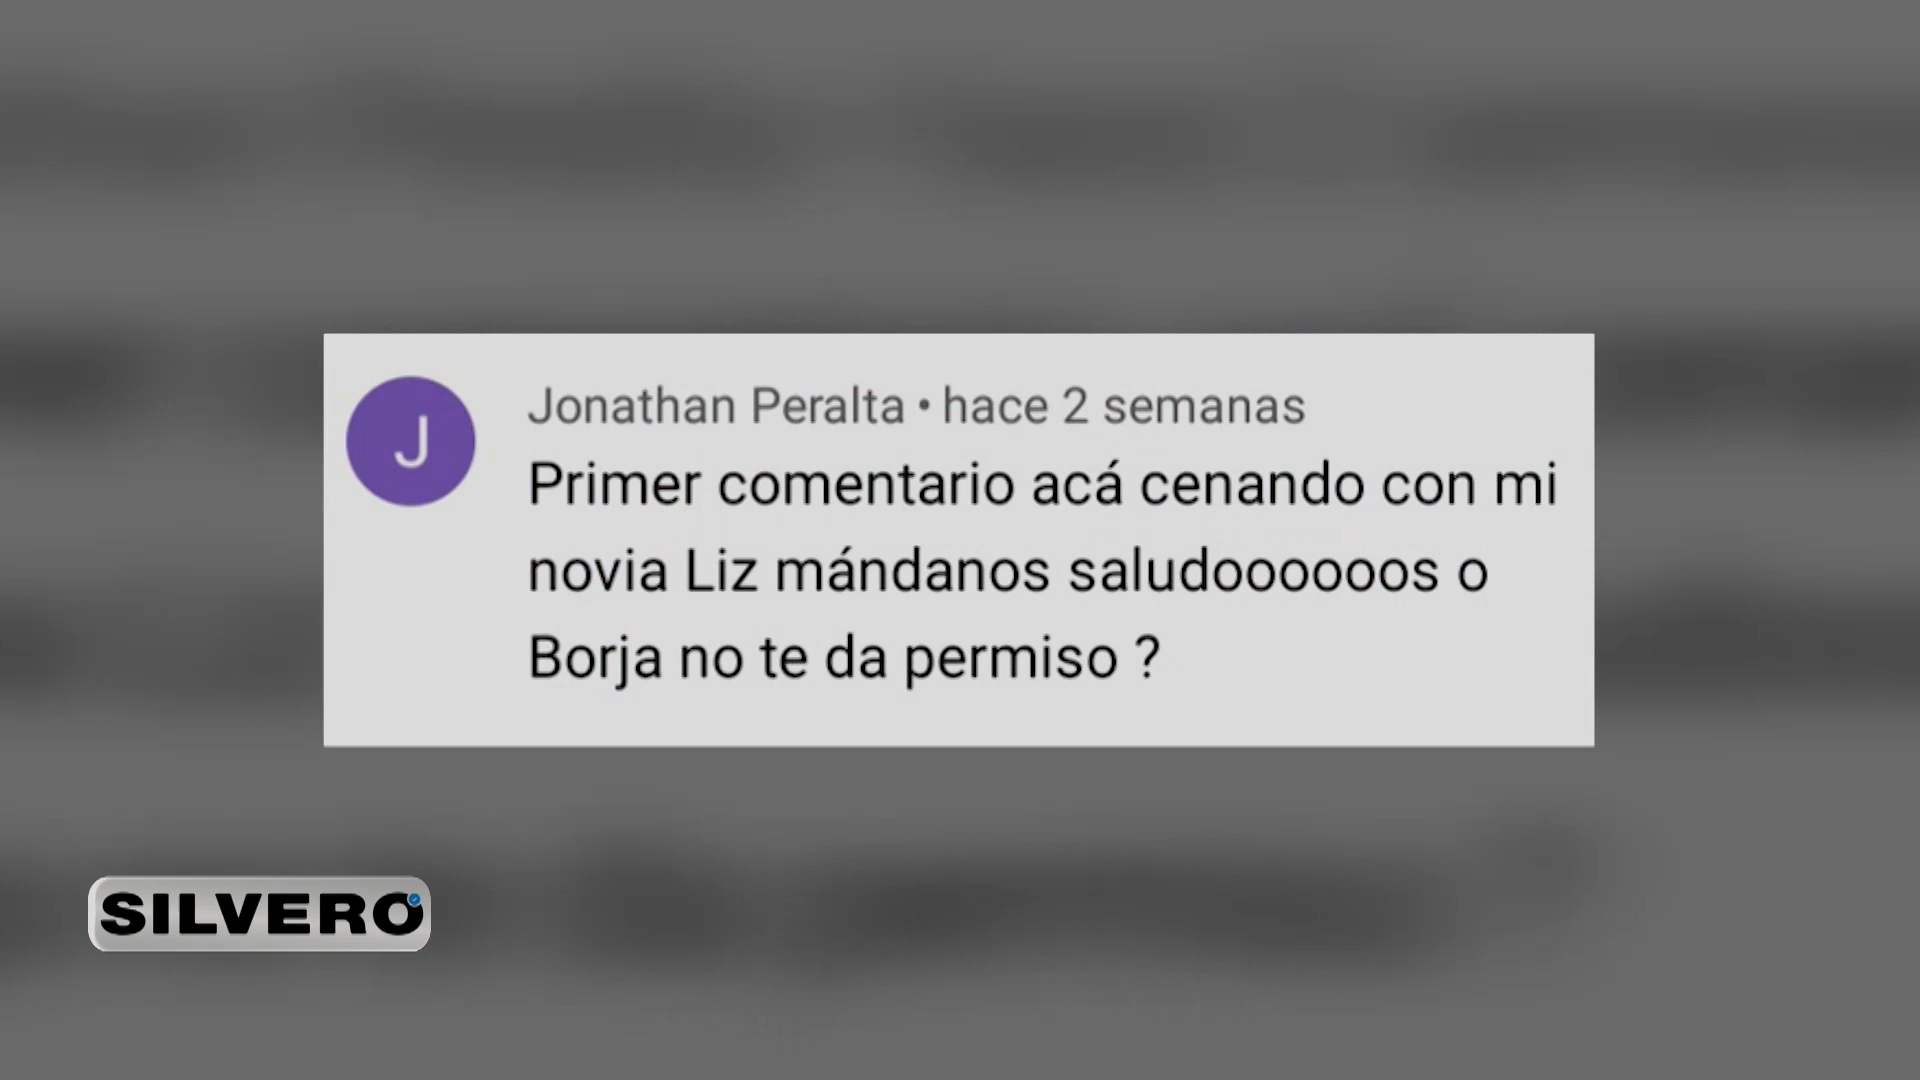 J
Jonathan Peralta • hace 2 semanas
Primer comentario acá cenando con mi
novia Liz mándanos saludoooooos o
Borja no te da permiso ?
SILVERO